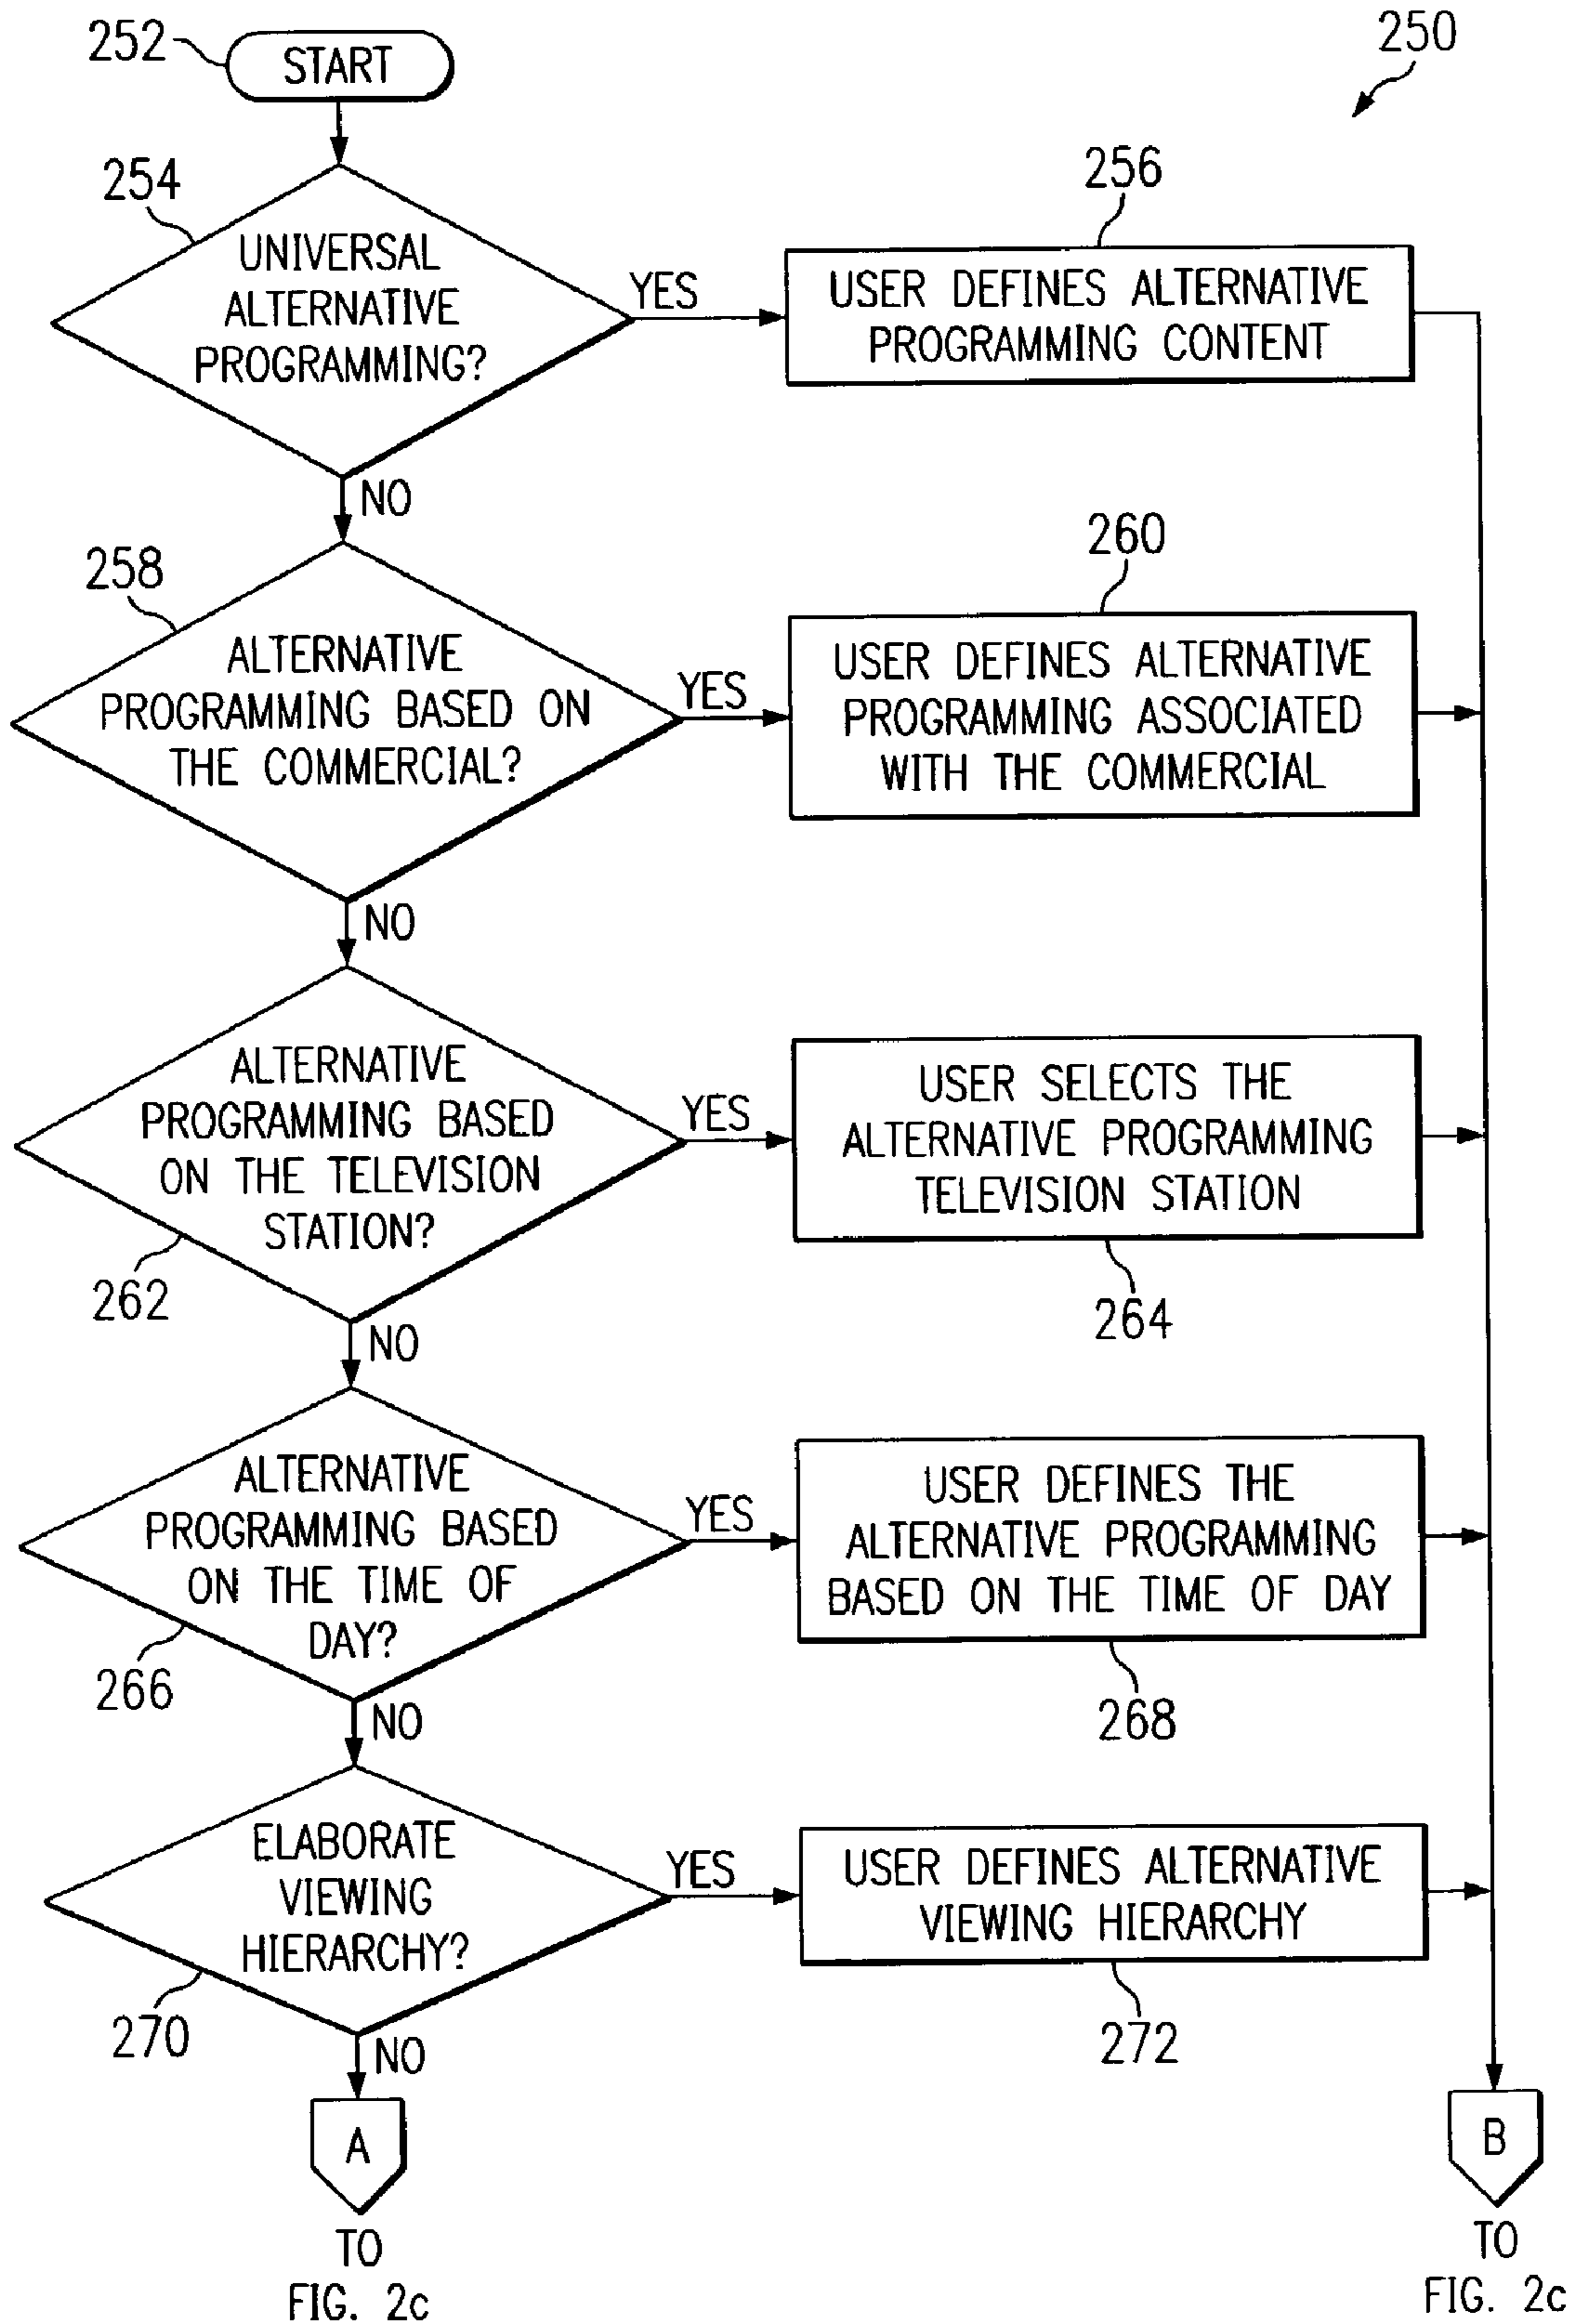 252
START
250
254
UNIVERSAL
ALTERNATIVE
PROGRAMMING?
YES
256
USER DEFINES ALTERNATIVE
PROGRAMMING CONTENT
NO
258
ALTERNATIVE
PROGRAMMING BASED ON
THE COMMERCIAL?
YES
260
USER DEFINES ALTERNATIVE
PROGRAMMING ASSOCIATED
WITH THE COMMERCIAL
NO
ALTERNATIVE
PROGRAMMING BASED
ON THE TELEVISION
STATION?
262
YES
USER SELECTS THE
ALTERNATIVE PROGRAMMING
TELEVISION STATION
264
NO
ALTERNATIVE
PROGRAMMING BASED
ON THE TIME OF
DAY?
266
YES
USER DEFINES THE
ALTERNATIVE PROGRAMMING
BASED ON THE TIME OF DAY
268
NO
ELABORATE
VIEWING
HIERARCHY?
270
YES
USER DEFINES ALTERNATIVE
VIEWING HIERARCHY
272
NO
A
TO
FIG. 2c
B
TO
FIG. 2c